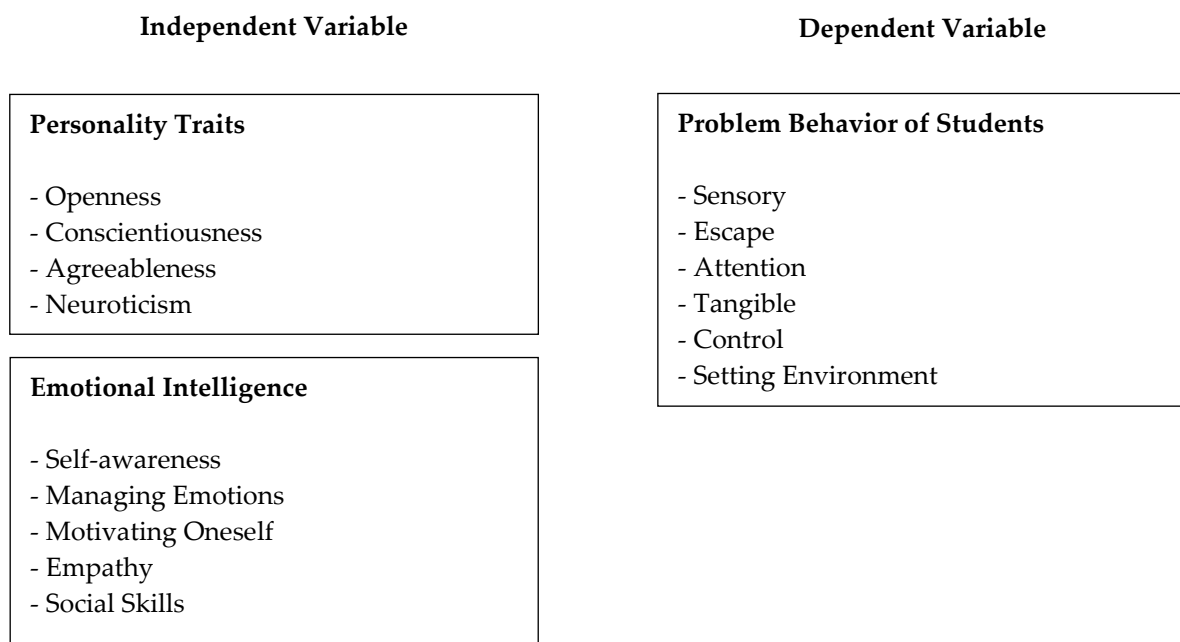 Independent Variable
Dependent Variable
Personality Traits
- Openness
- Conscientiousness
- Agreeableness
- Neuroticism
Emotional Intelligence
- Self-awareness
- Managing Emotions
- Motivating Oneself
- Empathy
- Social Skills
Problem Behavior of Students
- Sensory
- Escape
- Attention
- Tangible
- Control
- Setting Environment